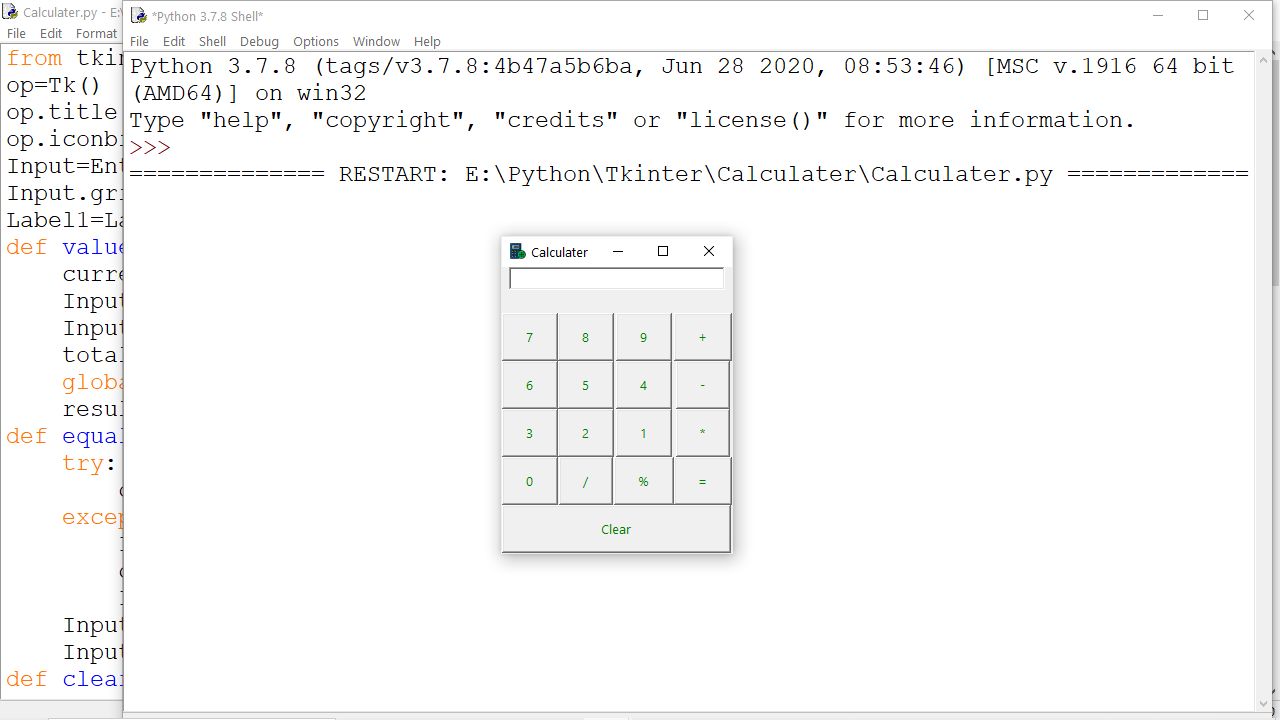 Calculater.py - E:\
File Edit Format
from tkin
op=Tk()
op.title
op.iconbi
Input=Ent
Input.gri
Label1=La
def value
curre
Input
Input
total
globa
resul
def equal
try:
excep
Input
Input
def clear
*Python 3.7.8 Shell*
File Edit Shell Debug Options Window Help
Python 3.7.8 (tags/v3.7.8:4b47a5b6ba, Jun 28 2020, 08:53:46) [MSC v.1916 64 bit
(AMD64)] on win32
Type "help", "copyright", "credits" or "license()" for more information.
>>>
============== RESTART: E:\Python\Tkinter\Calculater\Calculater.py =============
Calculater
7 8 9 +
6 5 4 -
3 2 1 *
0 / % =
Clear